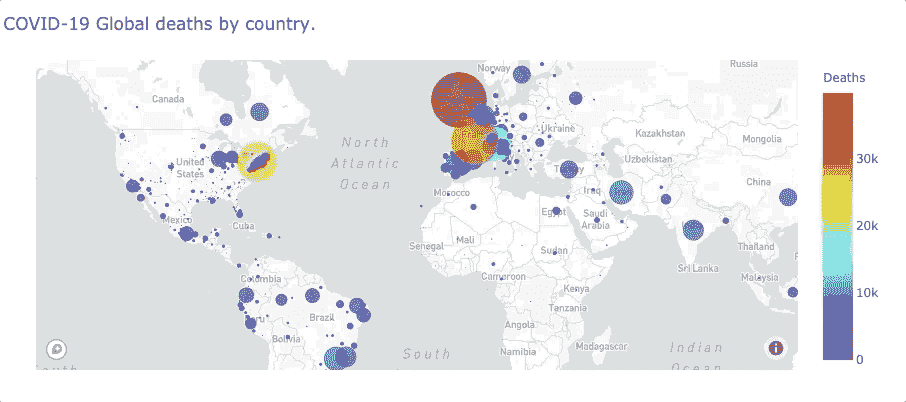 COVID-19 Global deaths by country.
Deaths
Norway
Russia
Canada
Ukraine
Kazakhstan
Mongolia
North
Atlantic
Ocean
United
States
Uzbekistan
China
Morocco
Iraq
Mexico
Cuba
Egypt
Saudi
Arabia
Senegal
Mali
Sudan
Thailand
Sri Lanka
Cameroon
Malaysia
Colombia
Kenya
Tanzania
Brazil
Angola
Bolivia
Namibia
Madagascar
South
Indian
Ocean
30k
20k
10k
0